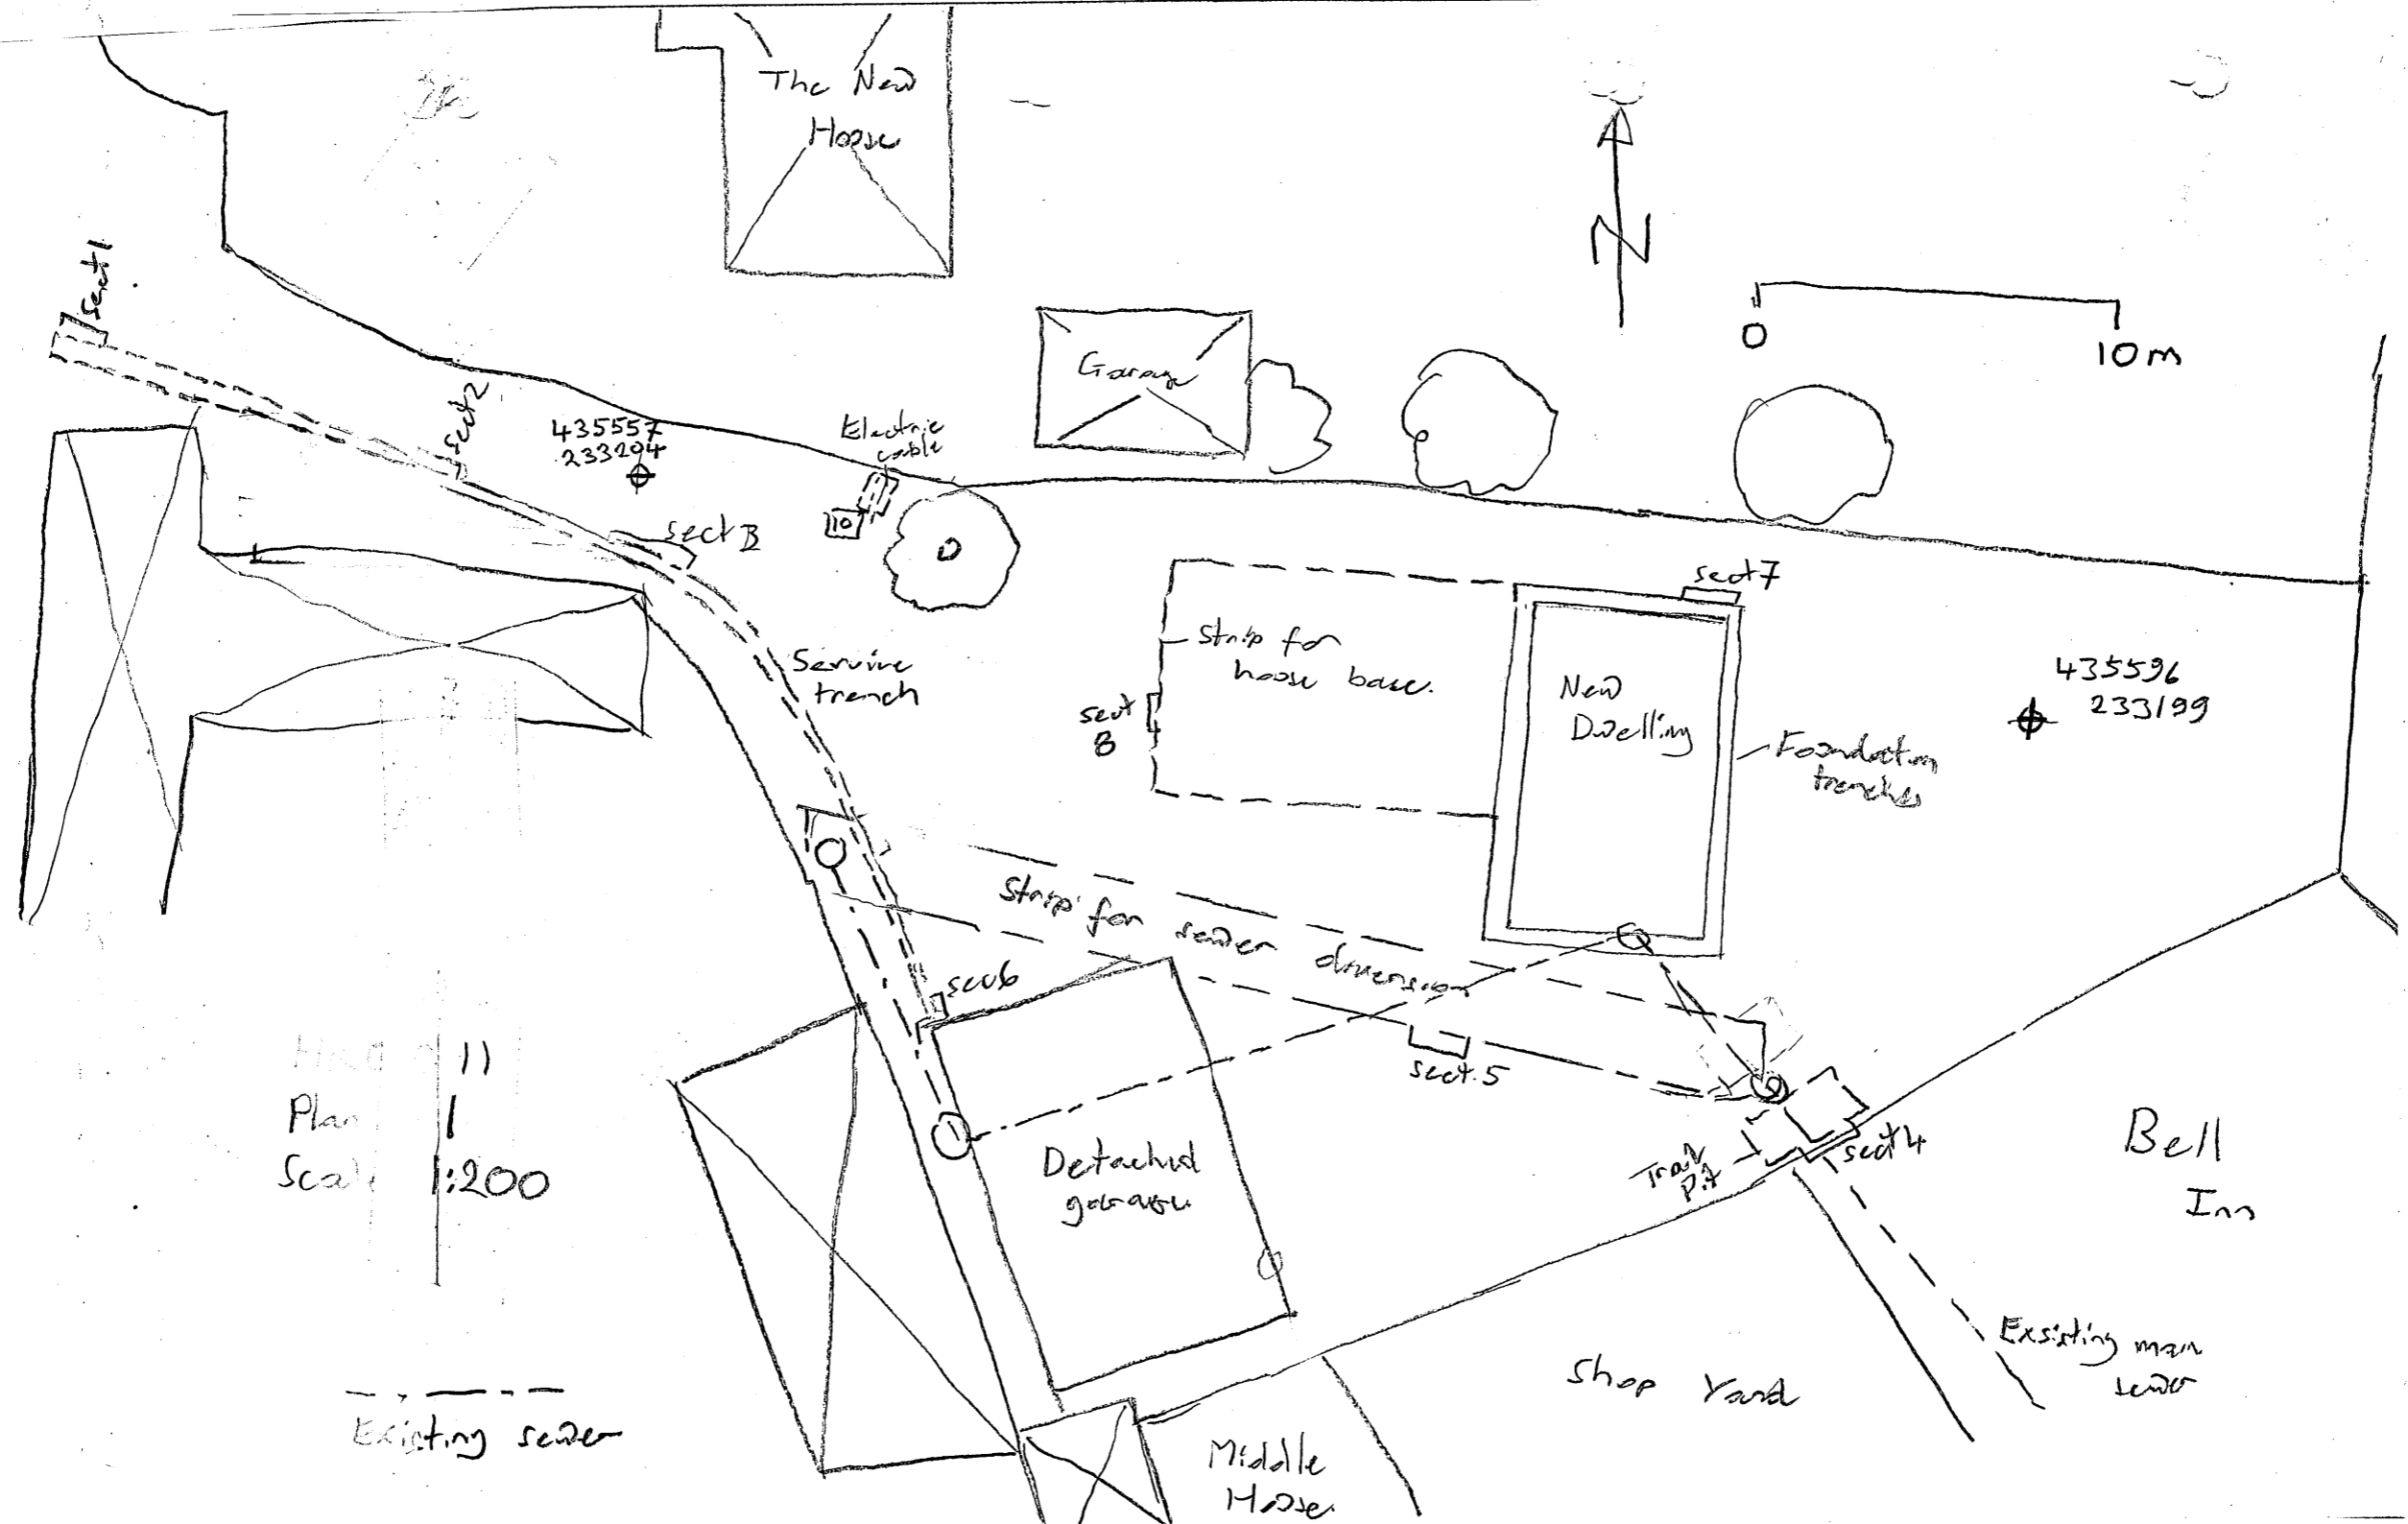 The New
House
Sect 1
0
10m
Garage
Sect 2
435557
233204
Electric
cable
10
Sect 3
sect 7
Strip for
house base.
Service
trench
New
Dwelling
435596
233199
sect
8
Foundation
trenches
Strip for sewer diversion
sect 6
sect. 5
11
Plan 1
Scale 1:200
Detached
garage
Trial
Pit
sect 4
Bell
Inn
Exsisting main
sewer
Shop Yard
Existing sewer
Middle
House
N